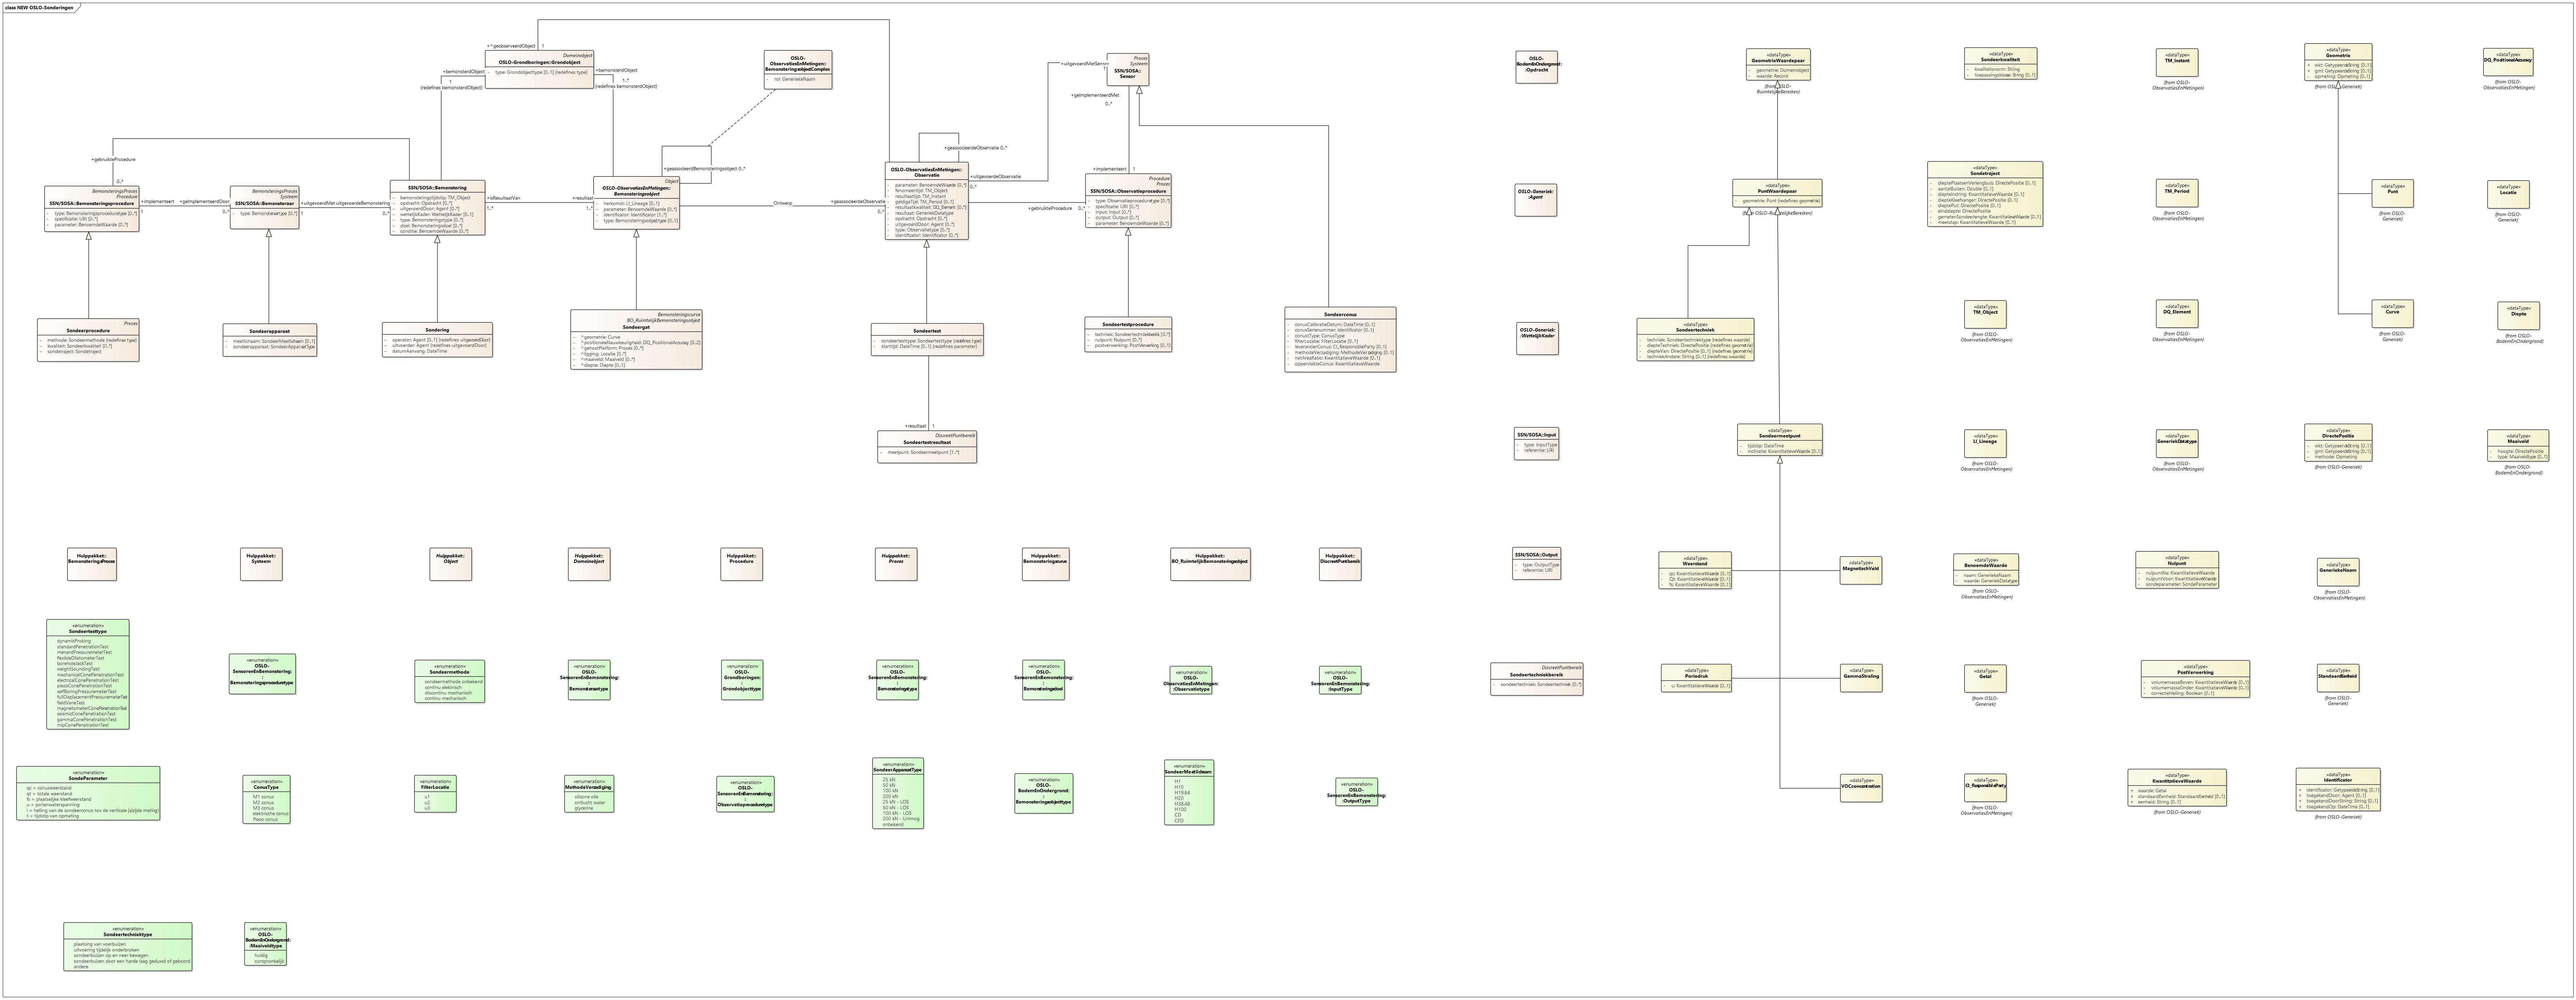 class NEW OSLO-Sonderingen
+^geobserveerdObject 1
Domeinobject
OSLO-Grondboringen::Grondobject
- type: Grondobjecttype [0..1] {redefines type}
+bemonsterdObject
1
{redefines bemonsterdObject}
+bemonsterdObject
1..*
{redefines bemonsterdObject}
OSLO-
ObservatiesEnMetingen::
BemonsteringsobjectComplex
- rol: GeneriekeNaam
+uitgevoerdMetSensor
1
Proces
Systeem
SSN/SOSA::
Sensor
+geïmplementeerdMet
0..*
+gebruikteProcedure
0..*
BemonsteringsProces
Procedure
SSN/SOSA::Bemonsteringsprocedure
- type: Bemonsteringsproceduretype [0..*]
- specificatie: URI [0..*]
- parameter: BenoemdeWaarde [0..*]
+implementeert
1
+geïmplementeerdDoor
0..*
BemonsteringsProces
Systeem
SSN/SOSA::Bemonsteraar
- type: Bemonsteraartype [0..*]
+uitgevoerdMet
1
+uitgevoerdeBemonstering
0..*
SSN/SOSA::Bemonstering
- bemonsteringstijdstip: TM_Object
- opdracht: Opdracht [0..*]
- uitgevoerdDoor: Agent [0..*]
- wettelijkKader: WettelijkKader [0..1]
- type: Bemonsteringstype [0..*]
- doel: Bemonsteringsdoel [0..*]
- conditie: BenoemdeWaarde [0..*]
+isResultaatVan
1..*
+resultaat
1..*
Object
OSLO-ObservatiesEnMetingen::
Bemonsteringsobject
- herkomst: LI_Lineage [0..1]
- parameter: BenoemdeWaarde [0..*]
- identificator: Identificator [1..*]
- type: Bemonsteringsobjecttype [0..1]
+geassocieerdBemonsteringsobject 0..*
Ontwerp
+geassocieerdeObservatie
0..*
+geassocieerdeObservatie 0..*
OSLO-ObservatiesEnMetingen::
Observatie
- parameter: BenoemdeWaarde [0..*]
- fenomeentijd: TM_Object
- resultaattijd: TM_Instant
- geldigeTijd: TM_Period [0..1]
- resultaatkwaliteit: DQ_Element [0..*]
- resultaat: GeneriekDatatype
- opdracht: Opdracht [0..*]
- uitgevoerdDoor: Agent [0..*]
- type: Observatietype [0..*]
- identificator: Identificator [0..*]
+uitgevoerdeObservatie
0..*
+gebruikteProcedure 0..*
+implementeert 1
Procedure
Proces
SSN/SOSA::Observatieprocedure
- type: Observatieproceduretype [0..*]
- specificatie: URI [0..*]
- input: Input [0..*]
- output: Output [0..*]
- parameter: BenoemdeWaarde [0..*]
Proces
Sondeerprocedure
- methode: Sondeermethode {redefines type}
- kwaliteit: Sondeerkwaliteit [0..*]
- sondetraject: Sondetraject
Sondeerapparaat
- meetlichaam: SondeerMeetlichaam [0..1]
- sondeerapparaat: SondeerApparaatType
Sondering
- operator: Agent [0..1] {redefines uitgevoerdDoor}
- uitvoerder: Agent [0..*] {redefines uitgevoerdDoor}
- datumAanvang: DateTime
Bemonsteringscurve
BO_RuimtelijkBemonsteringsobject
Sondeergat
- ^geometrie: Curve
- ^positioneleNauwkeurigheid: DQ_PositionalAccuracy [0..2]
- ^gehostPlatform: Proces [0..*]
- ^ligging: Locatie [0..*]
- ^maaiveld: Maaiveld [0..*]
- ^diepte: Diepte [0..1]
Sondeertest
- sondeertesttype: Sondeertesttype {redefines type}
- starttijd: DateTime [0..1] {redefines parameter}
+resultaat 1
DiscreetPuntbereik
Sondeertestresultaat
- meetpunt: Sondeermeetpunt [1..*]
Sondeertestprocedure
- techniek: Sondeertechniekbereik [0..*]
- nulpunt: Nulpunt [0..*]
- postverwerking: PostVerwerking [0..1]
Sondeerconus
- conusCalibratieDatum: DateTime [0..1]
- conusSerienummer: Identificator [0..1]
- conusType: ConusType
- filterLocatie: FilterLocatie [0..1]
- leverancierConus: CI_ResponsibleParty [0..1]
- methodeVerzadiging: MethodeVerzadiging [0..1]
- netAreaRatio: KwantitatieveWaarde [0..1]
- oppervlakteConus: KwantitatieveWaarde
OSLO-
BodemEnOndergrond:
:Opdracht
OSLO-Generiek:
:Agent
OSLO-Generiek:
:WettelijkKader
SSN/SOSA::Input
- type: InputType
- referentie: URI
SSN/SOSA::Output
- type: OutputType
- referentie: URI
DiscreetPuntbereik
Sondeertechniekbereik
- sondeertechniek: Sondeertechniek [0..*]
«dataType»
GeometrieWaardepaar
- geometrie: Domeinobject
- waarde: Record
(from OSLO-
RuimtelijkeBereiken)
«dataType»
PuntWaardepaar
- geometrie: Punt {redefines geometrie}
(from OSLO-RuimtelijkeBereiken)
«dataType»
Sondeertechniek
- techniek: Sondeertechniektype {redefines waarde}
- diepteTechniek: DirectePositie {redefines geometrie}
- diepteVan: DirectePositie [0..1] {redefines geometrie}
- techniekAndere: String [0..1] {redefines waarde}
«dataType»
Sondeermeetpunt
- tijdstip: DateTime
- inclinatie: KwantitatieveWaarde [0..1]
«dataType»
Weerstand
- qc: KwantitatieveWaarde [0..1]
- Qt: KwantitatieveWaarde [0..1]
- fs: KwantitatieveWaarde [0..1]
«dataType»
MagnetischVeld
«dataType»
Poriedruk
- u: KwantitatieveWaarde [0..1]
«dataType»
GammaStraling
«dataType»
VOCconcentration
«dataType»
Sondeerkwaliteit
- kwaliteitsnorm: String
- toepassingsklasse: String [0..1]
«dataType»
Sondetraject
- dieptePlaatsenVerlengbuis: DirectePositie [0..1]
- aantalBuizen: Double [0..1]
- diepteIndring: KwantitatieveWaarde [0..1]
- diepteKleefvanger: DirectePositie [0..1]
- dieptePut: DirectePositie [0..1]
- einddiepte: DirectePositie
- gemetenSondeerlengte: KwantitatieveWaarde [0..1]
- meetstap: KwantitatieveWaarde [0..1]
«dataType»
TM_Object
(from OSLO-
ObservatiesEnMetingen)
«dataType»
LI_Lineage
(from OSLO-
ObservatiesEnMetingen)
«dataType»
BenoemdeWaarde
- naam: GeneriekeNaam
- waarde: GeneriekDatatype
(from OSLO-
ObservatiesEnMetingen)
«dataType»
Getal
(from OSLO-
Generiek)
«dataType»
CI_ResponsibleParty
(from OSLO-
ObservatiesEnMetingen)
«dataType»
TM_Instant
(from OSLO-
ObservatiesEnMetingen)
«dataType»
TM_Period
(from OSLO-
ObservatiesEnMetingen)
«dataType»
DQ_Element
(from OSLO-
ObservatiesEnMetingen)
«dataType»
GeneriekDatatype
(from OSLO-
ObservatiesEnMetingen)
«dataType»
Nulpunt
- nulpuntNa: KwantitatieveWaarde
- nulpuntVoor: KwantitatieveWaarde
- sondeparameter: SondeParameter
«dataType»
PostVerwerking
- volumemassaBoven: KwantitatieveWaarde [0..1]
- volumemassaOnder: KwantitatieveWaarde [0..1]
- correctieHelling: Boolean [0..1]
«dataType»
KwantitatieveWaarde
+ waarde: Getal
+ standaardEenheid: StandaardEenheid [0..1]
+ eenheid: String [0..1]
(from OSLO-Generiek)
«dataType»
Geometrie
+ wkt: GetypeerdeString [0..1]
+ gml: GetypeerdeString [0..1]
- opmeting: Opmeting [0..1]
(from OSLO-Generiek)
«dataType»
Punt
(from OSLO-
Generiek)
«dataType»
Curve
(from OSLO-
Generiek)
«dataType»
DirectePositie
- wkt: GetypeerdeString [0..1]
- gml: GetypeerdeString [0..1]
- methode: Opmeting
(from OSLO-Generiek)
«dataType»
GeneriekeNaam
(from OSLO-
ObservatiesEnMetingen)
«dataType»
StandaardEenheid
(from OSLO-
Generiek)
«dataType»
Identificator
+ identificator: GetypeerdeString [0..1]
+ toegekendDoor: Agent [0..1]
+ toegekendDoorString: String [0..1]
+ toegekendOp: DateTime [0..1]
(from OSLO-Generiek)
«dataType»
DQ_PositionalAccuracy
(from OSLO-
ObservatiesEnMetingen)
«dataType»
Locatie
(from OSLO-
Generiek)
«dataType»
Diepte
(from OSLO-
BodemEnOndergrond)
«dataType»
Maaiveld
- hoogte: DirectePositie
- type: Maaiveldtype [0..1]
(from OSLO-
BodemEnOndergrond)
Hulppakket::
BemonsteringsProces
Hulppakket::
Systeem
Hulppakket::
Object
Hulppakket::
Domeinobject
Hulppakket::
Procedure
Hulppakket::
Proces
Hulppakket::
Bemonsteringscurve
Hulppakket::
BO_RuimtelijkBemonsteringsobject
Hulppakket::
DiscreetPuntbereik
«enumeration»
Sondeertesttype
dynamicProbing
standardPenetrationTest
menardPressuremeterTest
flexibleDilatometerTest
boreholeJackTest
weightSoundingTest
mechanicalConePenetrationTest
electricalConePenetrationTest
piezoConePenetrationTest
selfBoringPressuremeterTest
fullDisplacementPressuremeterTest
fieldVaneTest
magnetometerConePenetrationTest
seismicConePenetrationTest
gammaConePenetrationTest
mipConePenetrationTest
«enumeration»
OSLO-
SensorenEnBemonstering:
:
Bemonsteringsproceduretype
«enumeration»
Sondeermethode
sondeermethode onbekend
continu elektrisch
discontinu mechanisch
continu mechanisch
«enumeration»
OSLO-
SensorenEnBemonstering:
:
Bemonsteraartype
«enumeration»
OSLO-
Grondboringen:
:
Grondobjecttype
«enumeration»
OSLO-
SensorenEnBemonstering:
:
Bemonsteringstype
«enumeration»
OSLO-
SensorenEnBemonstering:
:
Bemonsteringsdoel
«enumeration»
OSLO-
ObservatiesEnMetingen:
:Observatietype
«enumeration»
OSLO-
SensorenEnBemonstering:
:InputType
«enumeration»
SondeParameter
qc = conusweerstand
qt = totale weerstand
fs = plaatselijke kleefweerstand
u = poriënwaterspanning
i = helling van de sondeerconus tov de verticale (als/de meting)
t = tijdstip van opmeting
«enumeration»
ConusType
M1 conus
M2 conus
M3 conus
elektrische conus
Piezo conus
«enumeration»
FilterLocatie
u1
u2
u3
«enumeration»
MethodeVerzadiging
silicone olie
ontlucht water
glycerine
«enumeration»
OSLO-
SensorenEnBemonstering:
:
Observatieproceduretype
«enumeration»
SondeerApparaatType
25 kN
50 kN
100 kN
200 kN
25 kN - LOS
50 kN - LOS
100 kN - LOS
200 kN - Unimog
onbekend
«enumeration»
OSLO-
BodemEnOndergrond:
:
Bemonsteringsobjecttype
«enumeration»
SondeerMeetlichaam
H1
H10
H19.64
H20
H38.49
H100
CD
CFD
«enumeration»
OSLO-
SensorenEnBemonstering:
:OutputType
«enumeration»
Sondeertechniektype
plaatsing van voerbuizen
uitvoering tijdelijk onderbroken
sondeerbuizen op en neer bewegen
sondeerbuizen door een harde laag geduwd of geboord
andere
«enumeration»
OSLO-
BodemEnOndergrond:
:Maaiveldtype
huidig
oorspronkelijk